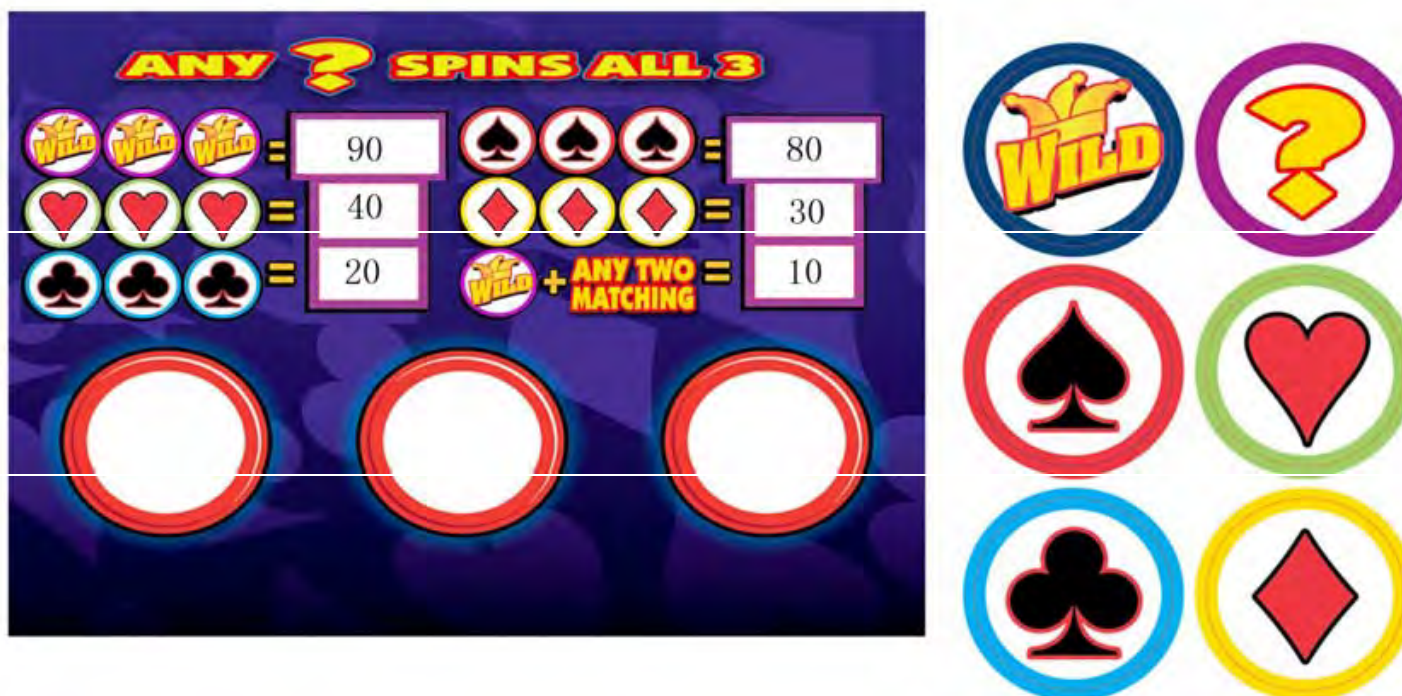 ANY ? SPINS ALL 3
WILD WILD WILD = 90
= 80
= 40
= 30
= 20
WILD + ANY TWO MATCHING = 10
WILD
?